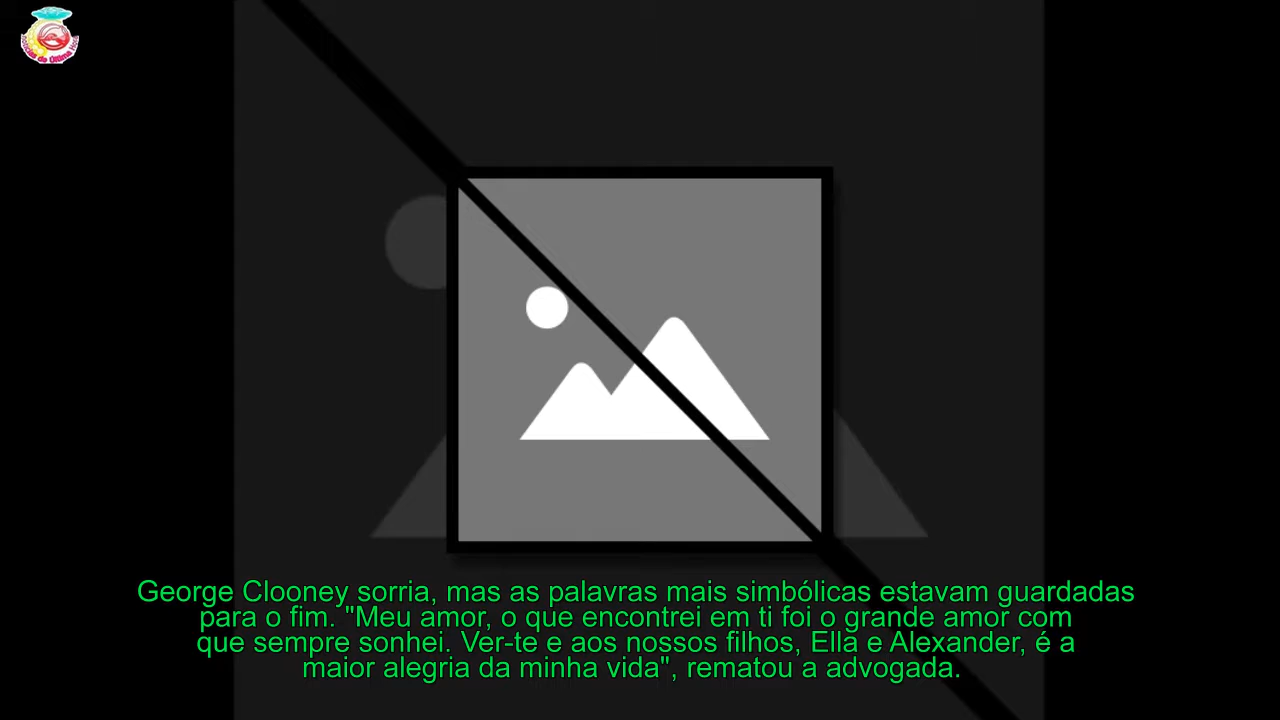 George Clooney sorria, mas as palavras mais simbólicas estavam guardadas
para o fim. "Meu amor, o que encontrei em ti foi o grande amor com
que sempre sonhei. Ver-te e aos nossos filhos, Ella e Alexander, é a
maior alegria da minha vida", rematou a advogada.